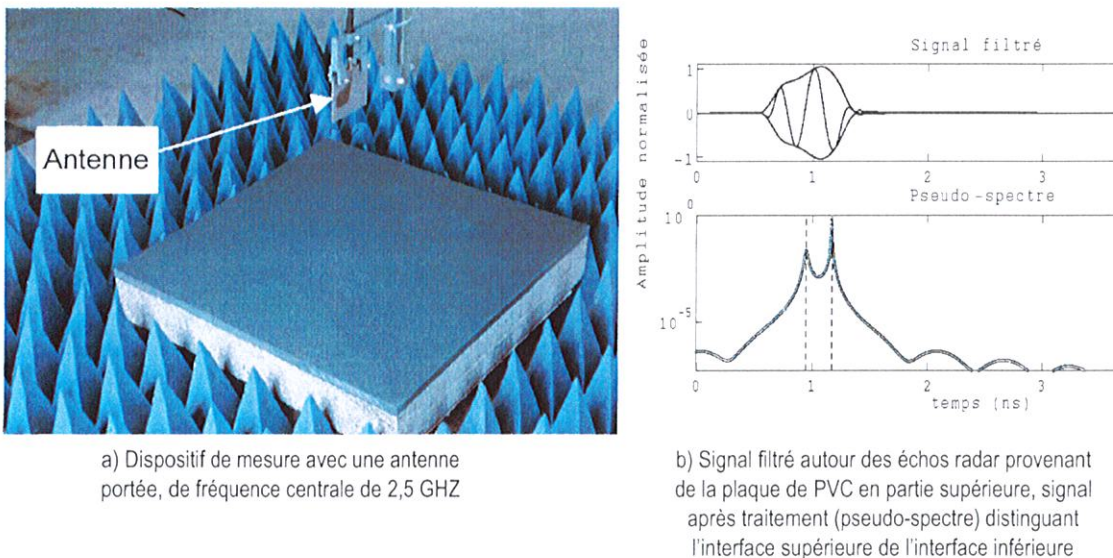 Antenne
a) Dispositif de mesure avec une antenne
portée, de fréquence centrale de 2,5 GHZ
Amplitude normalisée
Signal filtré
1
0
-1
0 1 2 3
Pseudo-spectre
10^0
10^-5
0 1 2 3
temps (ns)
b) Signal filtré autour des échos radar provenant
de la plaque de PVC en partie supérieure, signal
après traitement (pseudo-spectre) distinguant
l'interface supérieure de l'interface inférieure